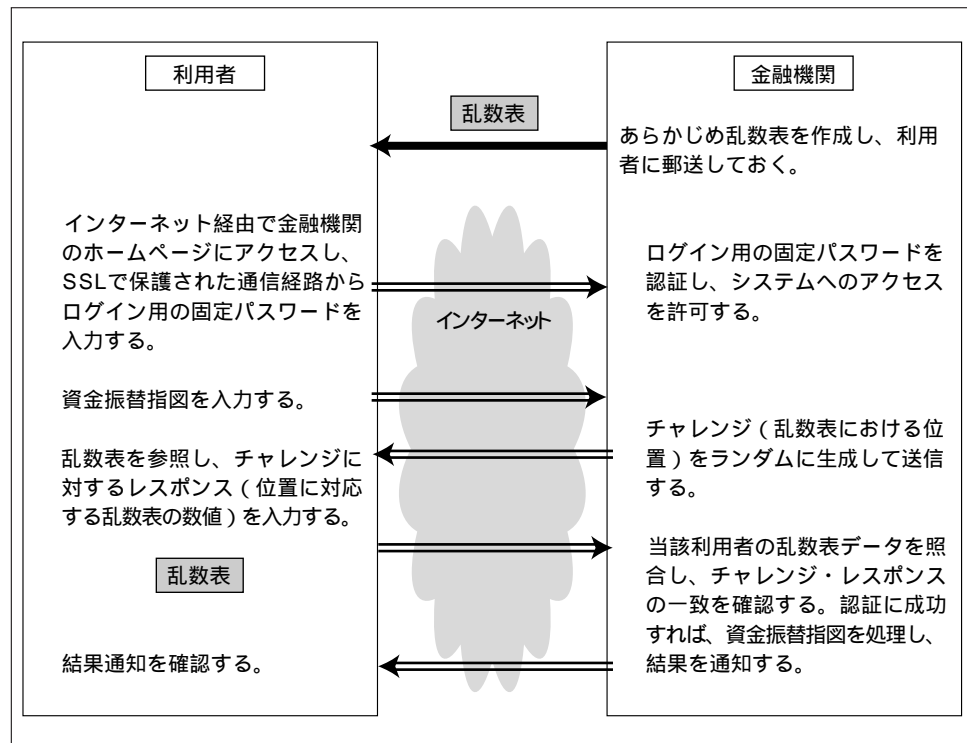 利用者
金融機関
乱数表
あらかじめ乱数表を作成し、利用
者に郵送しておく。
インターネット経由で金融機関
のホームページにアクセスし、
SSLで保護された通信経路から
ログイン用の固定パスワードを
入力する。
ログイン用の固定パスワードを
認証し、システムへのアクセス
を許可する。
インターネット
資金振替指図を入力する。
チャレンジ（乱数表における位
置）をランダムに生成して送信
する。
乱数表を参照し、チャレンジに
対するレスポンス（位置に対応
する乱数表の数値）を入力する。
乱数表
当該利用者の乱数表データを照
合し、チャレンジ・レスポンス
の一致を確認する。認証に成功
すれば、資金振替指図を処理し、
結果を通知する。
結果通知を確認する。